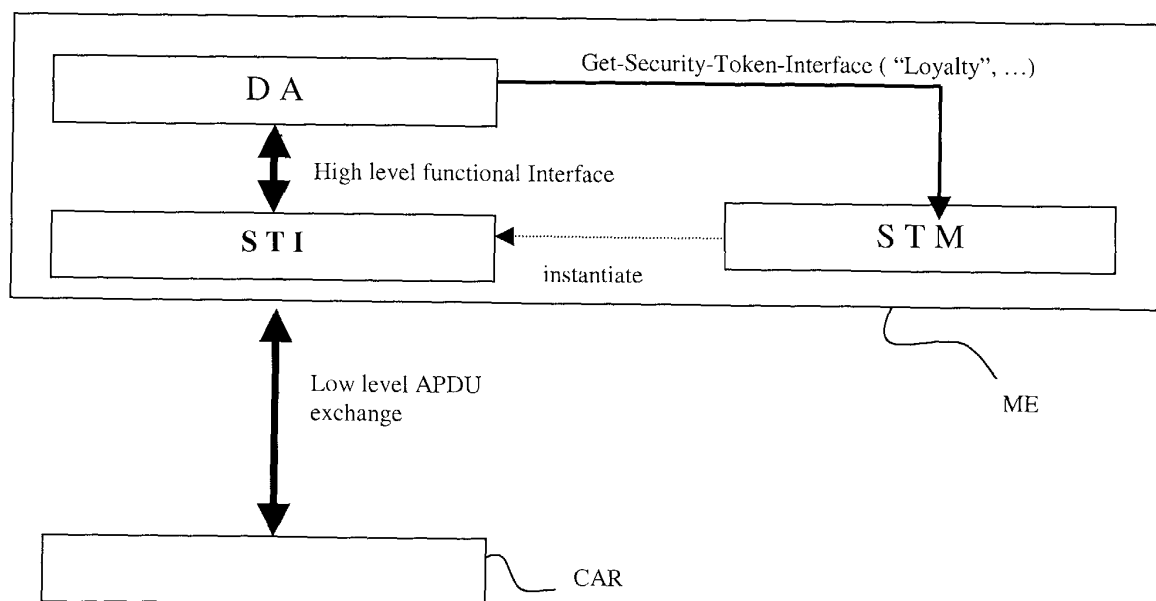 Get-Security-Token-Interface ( “Loyalty”, …)
D A
High level functional Interface
S T I
S T M
instantiate
Low level APDU
exchange
ME
CAR